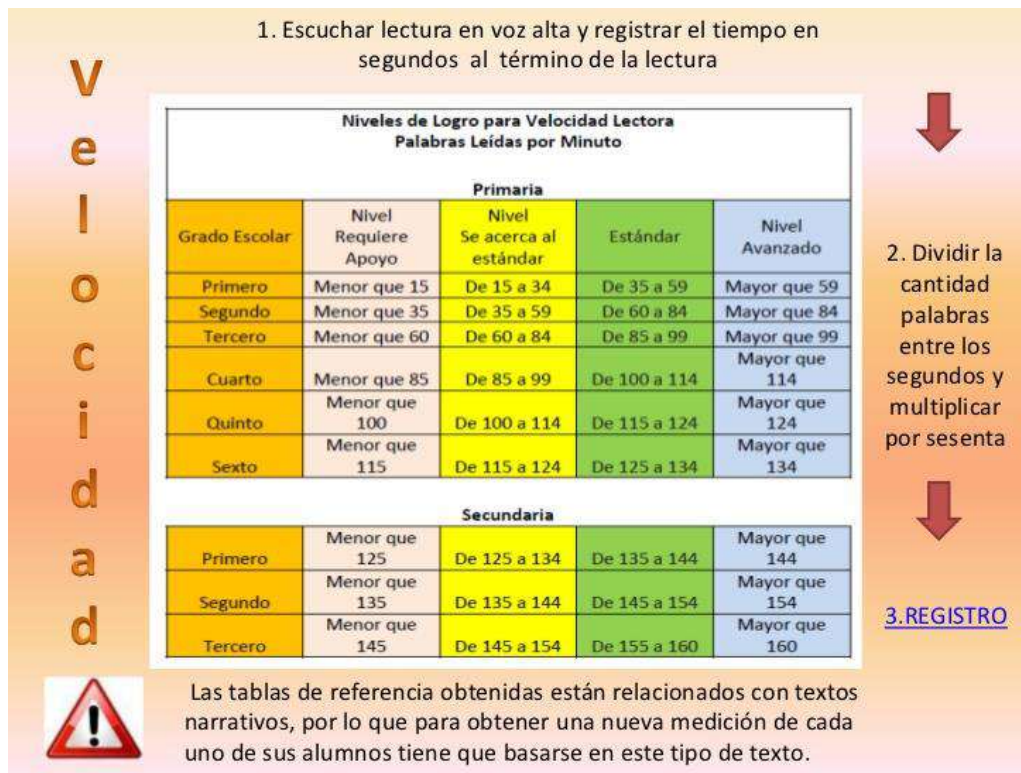 Velocidad
1. Escuchar lectura en voz alta y registrar el tiempo en
segundos al término de la lectura
Niveles de Logro para Velocidad Lectora
Palabras Leídas por Minuto
Primaria
Grado Escolar Nivel Requiere Apoyo Nivel Se acerca al estándar Estándar Nivel Avanzado
Primero Menor que 15 De 15 a 34 De 35 a 59 Mayor que 59
Segundo Menor que 35 De 35 a 59 De 60 a 84 Mayor que 84
Tercero Menor que 60 De 60 a 84 De 85 a 99 Mayor que 99
Cuarto Menor que 85 De 85 a 99 De 100 a 114 Mayor que 114
Quinto Menor que 100 De 100 a 114 De 115 a 124 Mayor que 124
Sexto Menor que 115 De 115 a 124 De 125 a 134 Mayor que 134
Secundaria
Primero Menor que 125 De 125 a 134 De 135 a 144 Mayor que 144
Segundo Menor que 135 De 135 a 144 De 145 a 154 Mayor que 154
Tercero Menor que 145 De 145 a 154 De 155 a 160 Mayor que 160
2. Dividir la
cantidad
palabras
entre los
segundos y
multiplicar
por sesenta
3.REGISTRO
Las tablas de referencia obtenidas están relacionados con textos
narrativos, por lo que para obtener una nueva medición de cada
uno de sus alumnos tiene que basarse en este tipo de texto.